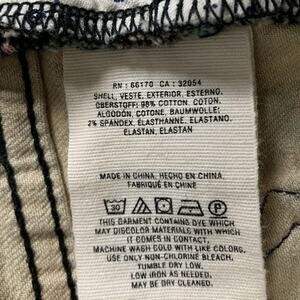 RN : 66170 CA : 32054
SHELL, VESTE, EXTERIOR, ESTERNO,
OBERSTOFF: 98% COTTON, COTON,
ALGODÓN, COTONE, BAUMWOLLE;
2% SPANDEX, ÉLASTHANNE, ELASTANO,
ELASTAN, ELASTAN
MADE IN CHINA, HECHO EN CHINA,
FABRIQUÉ EN CHINE
30 P
THIS GARMENT CONTAINS DYE WHICH
MAY DISCOLOR MATERIALS WITH WHICH
IT COMES IN CONTACT.
MACHINE WASH COLD WITH LIKE COLORS.
USE ONLY NON-CHLORINE BLEACH.
TUMBLE DRY LOW.
LOW IRON AS NEEDED.
MAY BE DRY CLEANED.